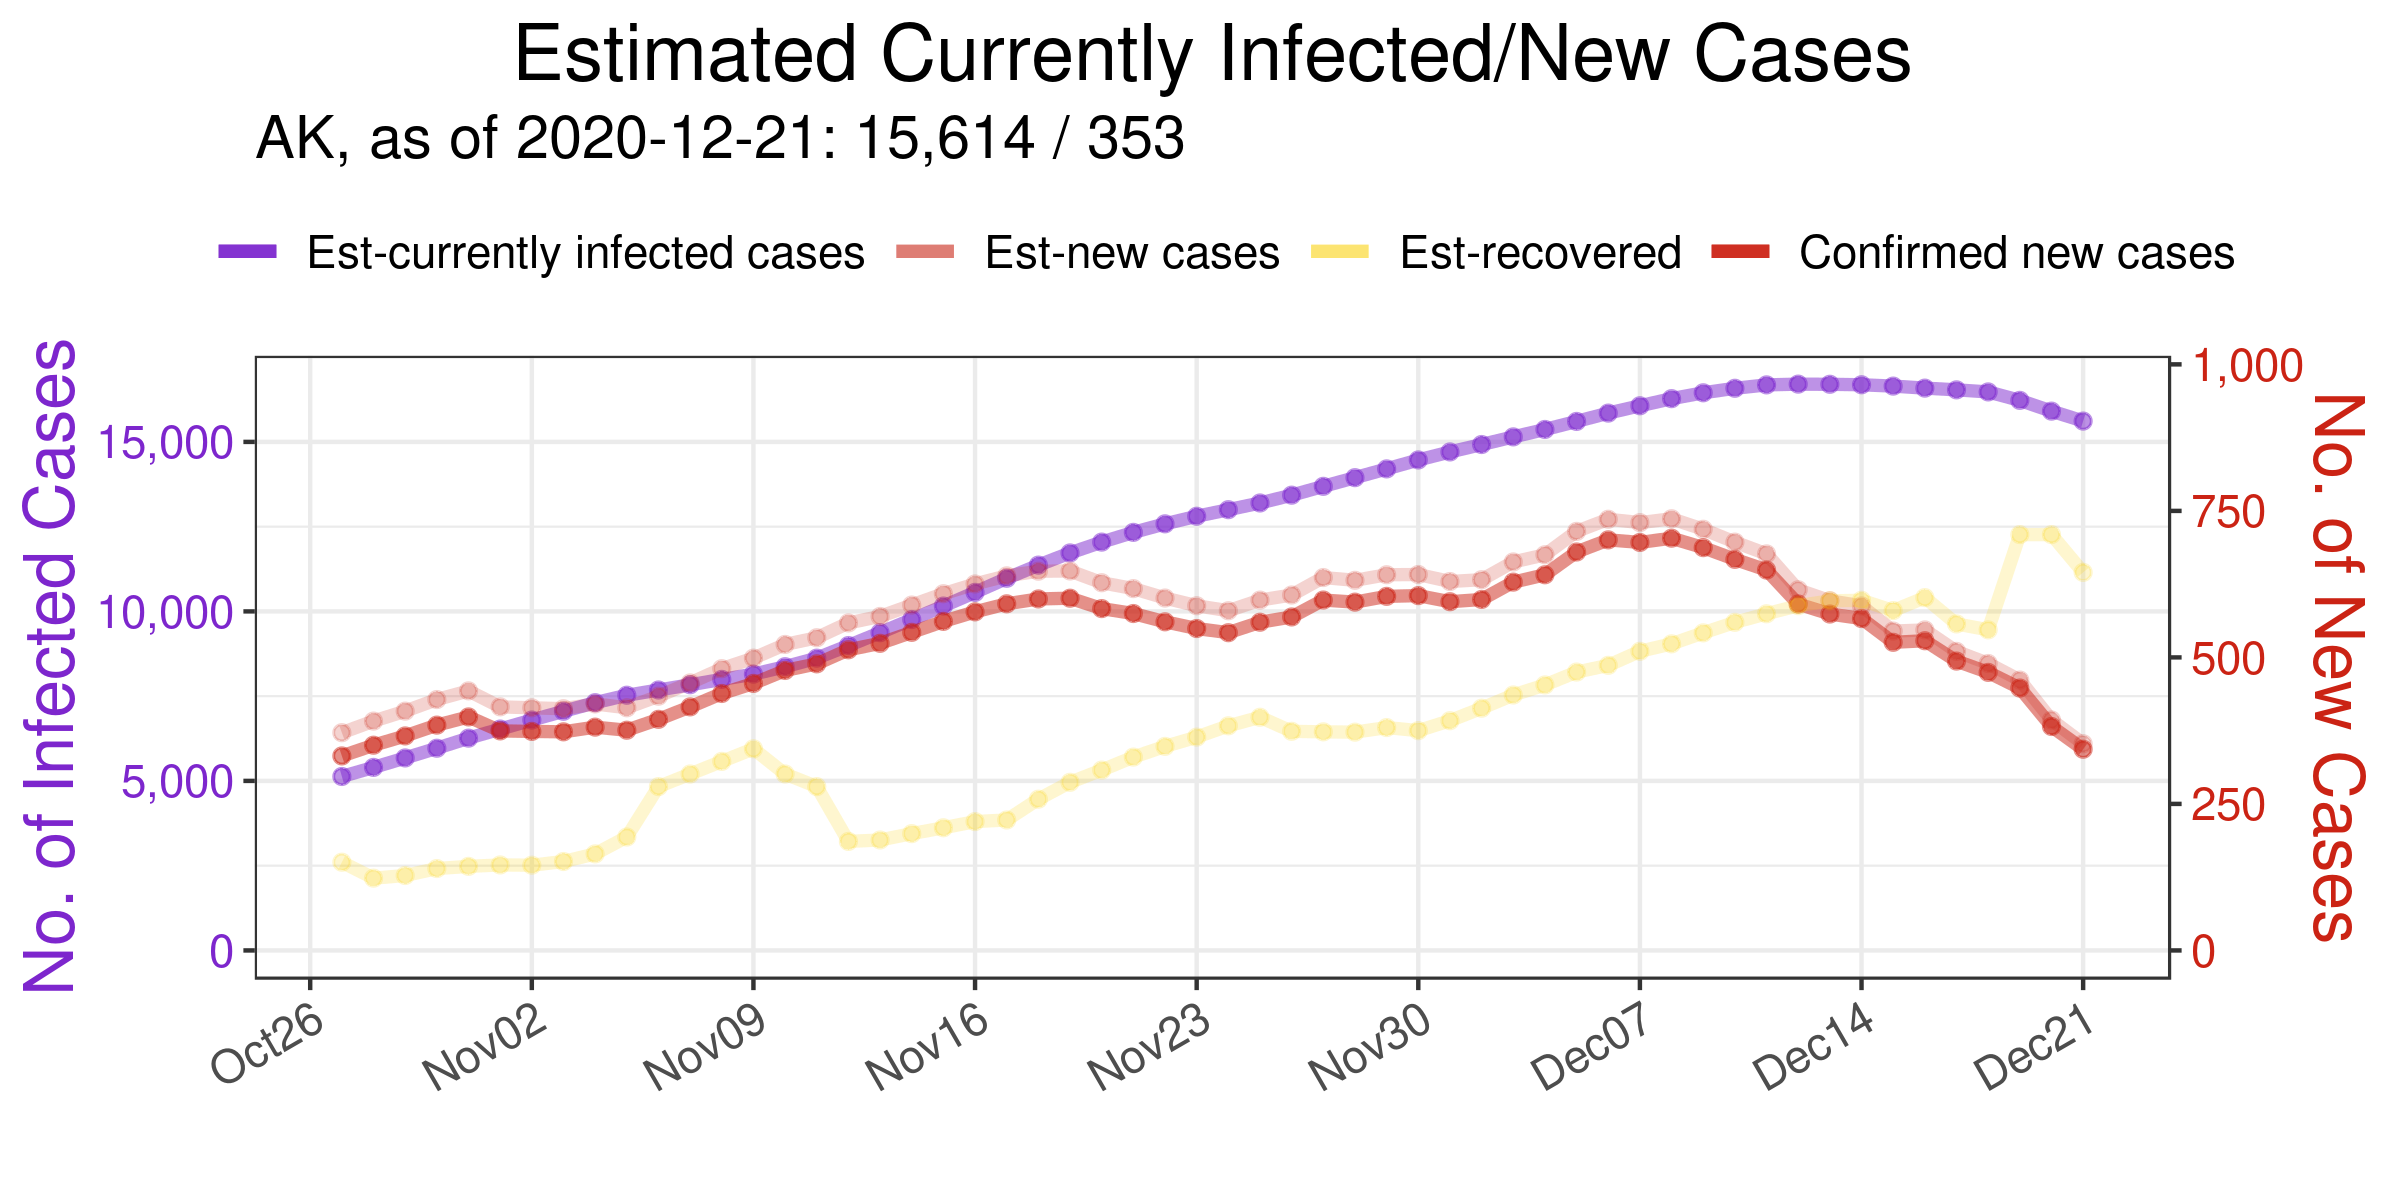 Estimated Currently Infected/New Cases
AK, as of 2020-12-21: 15,614 / 353
Est-currently infected cases
Est-new cases
Est-recovered
Confirmed new cases
No. of Infected Cases
15,000
10,000
5,000
0
1,000
750
500
250
0
No. of New Cases
Oct26
Nov02
Nov09
Nov16
Nov23
Nov30
Dec07
Dec14
Dec21